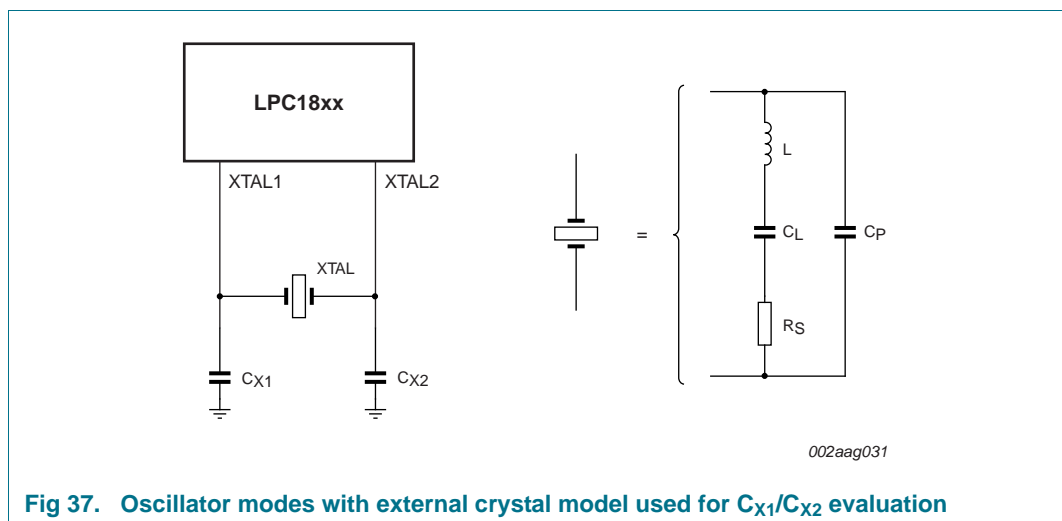 LPC18xx
XTAL1
XTAL2
XTAL
CX1
CX2
=
L
CL
CP
RS
002aag031
Fig 37. Oscillator modes with external crystal model used for CX1/CX2 evaluation